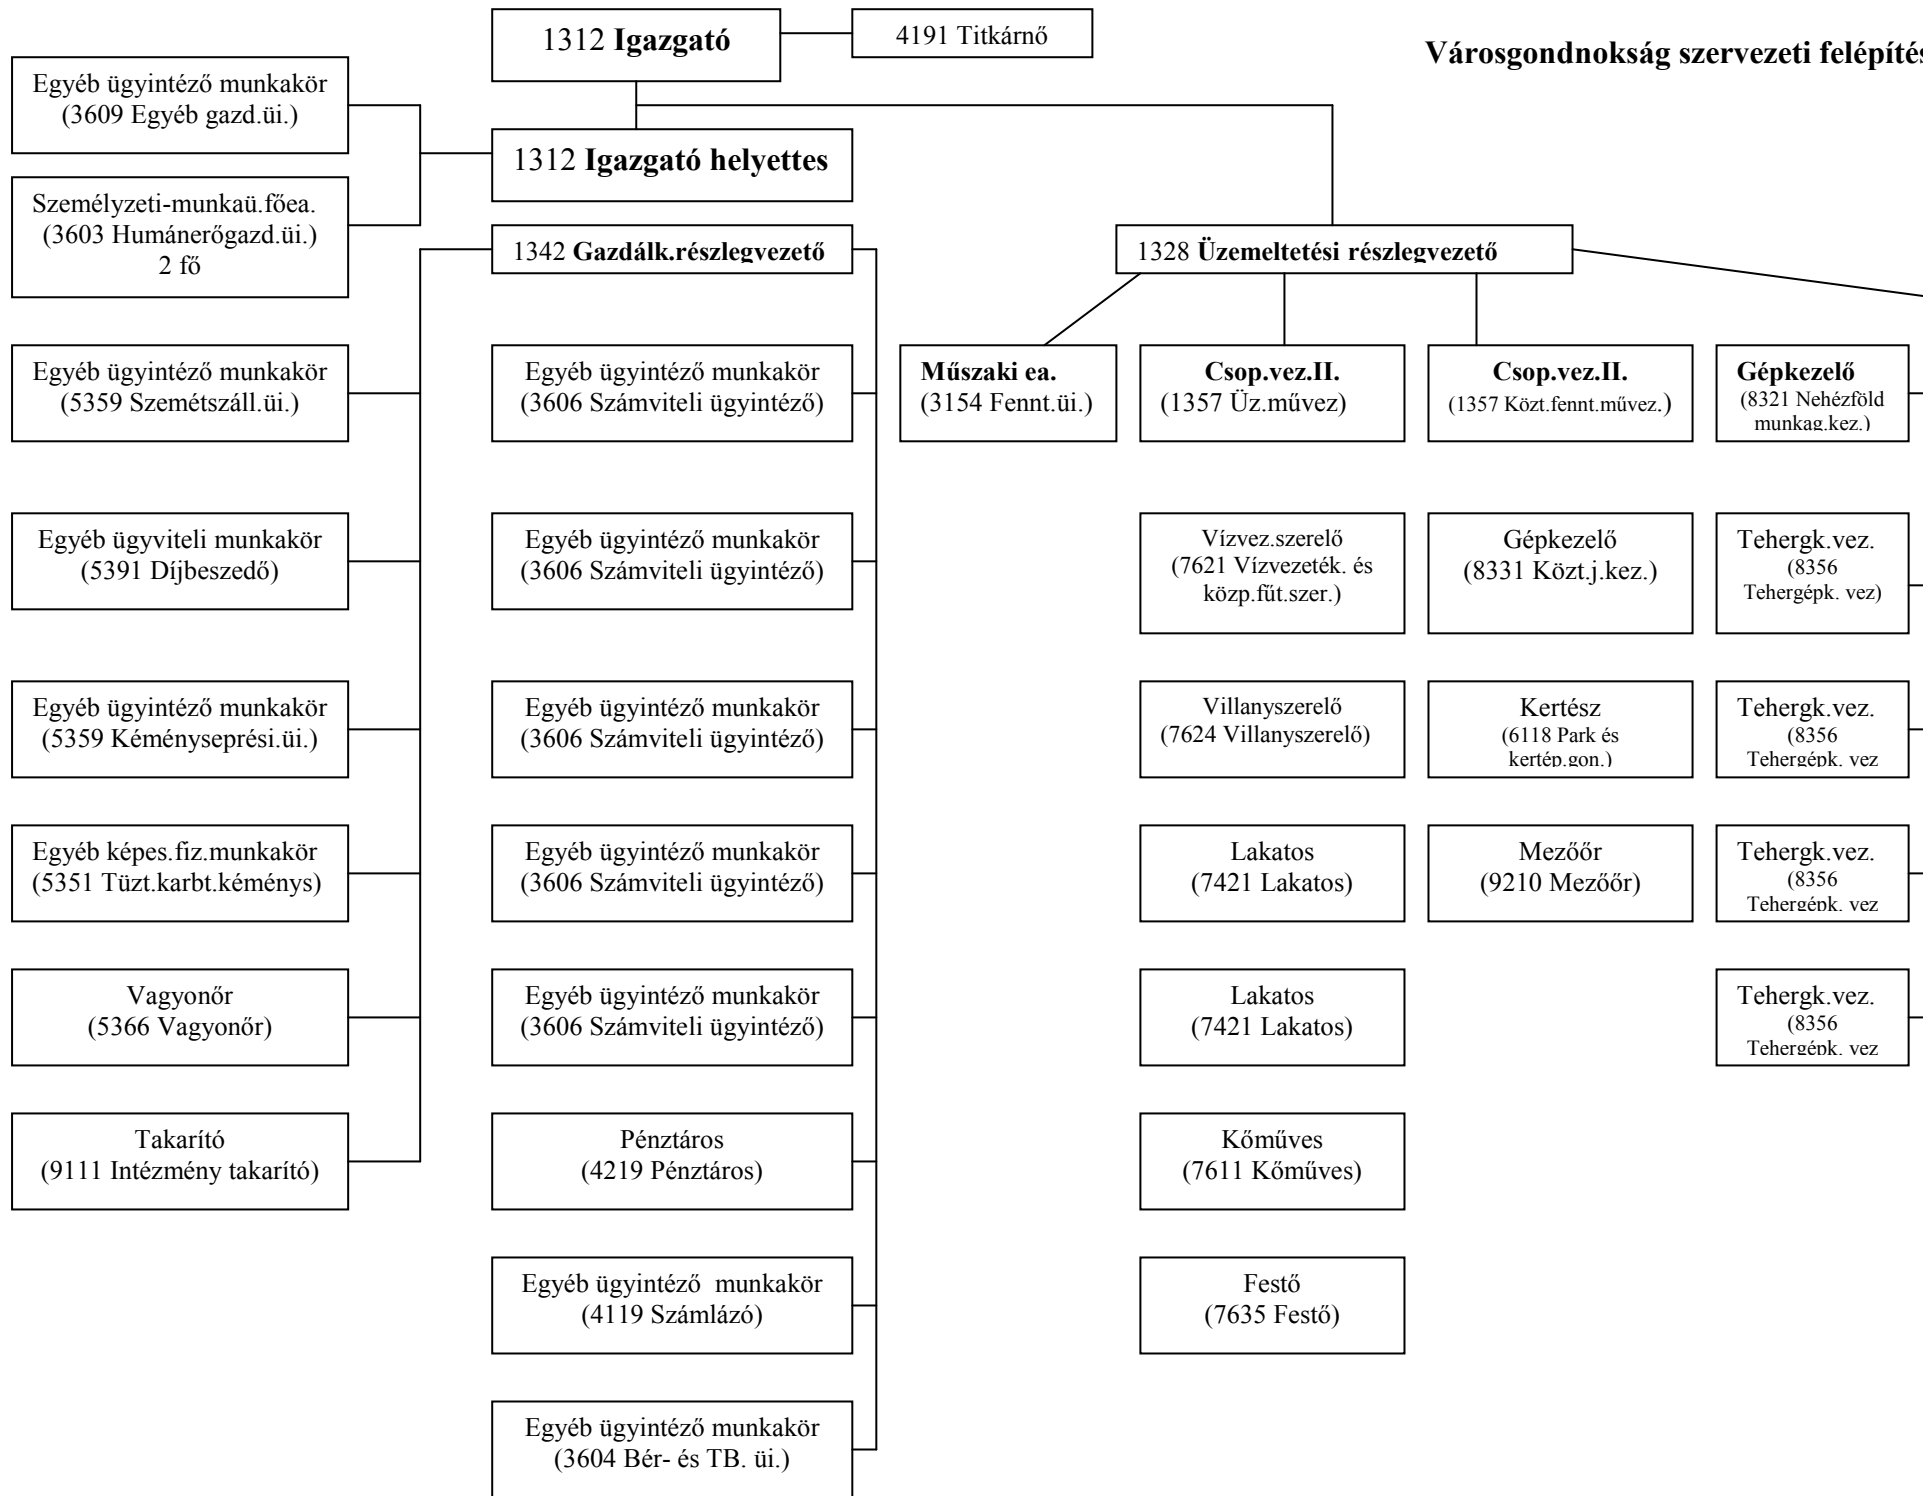 1312 Igazgató
4191 Titkárnő
Városgondnokság szervezeti felépítés
Egyéb ügyintéző munkakör
(3609 Egyéb gazd.üi.)
1312 Igazgató helyettes
Személyzeti-munkaü.főea.
(3603 Humánerőgazd.üi.)
2 fő
1342 Gazdálk.részlegvezető
1328 Üzemeltetési részlegvezető
Egyéb ügyintéző munkakör
(5359 Szemétszáll.üi.)
Egyéb ügyintéző munkakör
(3606 Számviteli ügyintéző)
Műszaki ea.
(3154 Fennt.üi.)
Csop.vez.II.
(1357 Üz.művez)
Csop.vez.II.
(1357 Közt.fennt.művez.)
Gépkezelő
(8321 Nehézföld
munkag.kez.)
Egyéb ügyviteli munkakör
(5391 Díjbeszedő)
Egyéb ügyintéző munkakör
(3606 Számviteli ügyintéző)
Vízvez.szerelő
(7621 Vízvezeték. és
közp.fűt.szer.)
Gépkezelő
(8331 Közt.j.kez.)
Tehergk.vez.
(8356
Tehergépk. vez)
Egyéb ügyintéző munkakör
(5359 Kéményseprési.üi.)
Egyéb ügyintéző munkakör
(3606 Számviteli ügyintéző)
Villanyszerelő
(7624 Villanyszerelő)
Kertész
(6118 Park és
kertép.gon.)
Tehergk.vez.
(8356
Tehergépk. vez
Egyéb képes.fiz.munkakör
(5351 Tüzt.karbt.kéménys)
Egyéb ügyintéző munkakör
(3606 Számviteli ügyintéző)
Lakatos
(7421 Lakatos)
Mezőőr
(9210 Mezőőr)
Tehergk.vez.
(8356
Tehergépk. vez
Vagyonőr
(5366 Vagyonőr)
Egyéb ügyintéző munkakör
(3606 Számviteli ügyintéző)
Lakatos
(7421 Lakatos)
Tehergk.vez.
(8356
Tehergépk. vez
Takarító
(9111 Intézmény takarító)
Pénztáros
(4219 Pénztáros)
Kőműves
(7611 Kőműves)
Egyéb ügyintéző  munkakör
(4119 Számlázó)
Festő
(7635 Festő)
Egyéb ügyintéző munkakör
(3604 Bér- és TB. üi.)